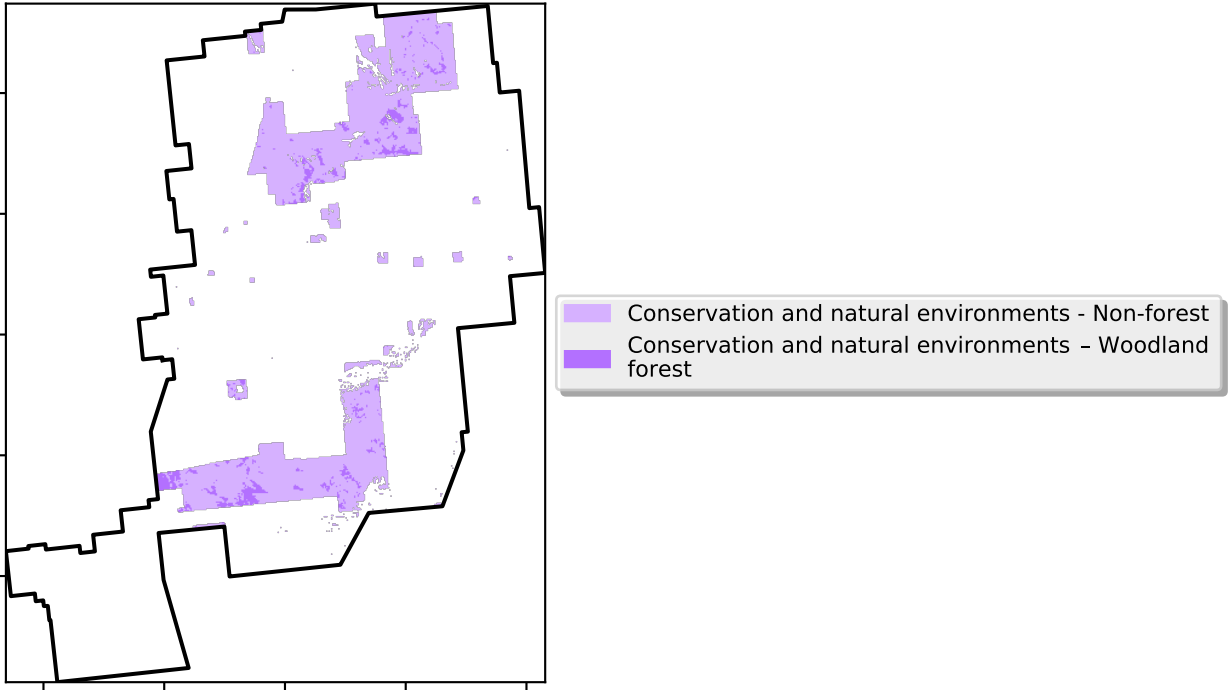 Conservation and natural environments - Non-forest
Conservation and natural environments – Woodland
forest